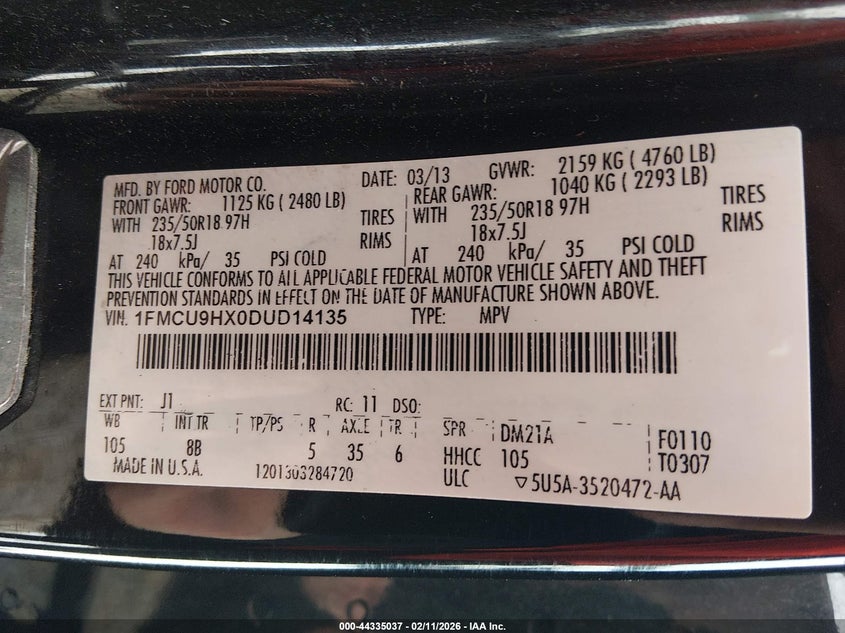 MFD. BY FORD MOTOR CO. DATE: 03/13 GVWR: 2159 KG ( 4760 LB)
FRONT GAWR: 1125 KG ( 2480 LB) REAR GAWR: 1040 KG ( 2293 LB)
WITH 235/50R18 97H TIRES WITH 235/50R18 97H TIRES
18x7.5J RIMS 18x7.5J RIMS
AT 240 kPa/ 35 PSI COLD AT 240 kPa/ 35 PSI COLD
THIS VEHICLE CONFORMS TO ALL APPLICABLE FEDERAL MOTOR VEHICLE SAFETY AND THEFT
PREVENTION STANDARDS IN EFFECT ON THE DATE OF MANUFACTURE SHOWN ABOVE.
VIN: 1FMCU9HX0DUD14135 TYPE: MPV
EXT PNT: J1 RC: 11 DSO:
WB INT TR TP/PS R AXLE TR SPR DM21A F0110
105 8B 5 35 6 HHCC 105 T0307
MADE IN U.S.A. 1201303284720 ULC ▽5U5A-3520472-AA
000-44335037 - 02/11/2026 - IAA Inc.